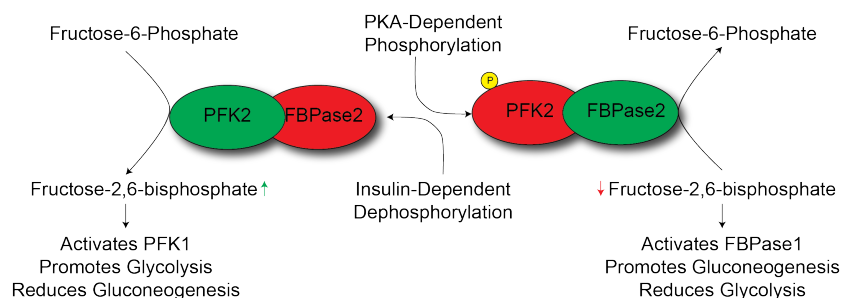 Fructose-6-Phosphate
PFK2
FBPase2
Fructose-2,6-bisphosphate
Activates PFK1
Promotes Glycolysis
Reduces Gluconeogenesis
PKA-Dependent
Phosphorylation
Insulin-Dependent
Dephosphorylation
Fructose-6-Phosphate
P
PFK2
FBPase2
Fructose-2,6-bisphosphate
Activates FBPase1
Promotes Gluconeogenesis
Reduces Glycolysis